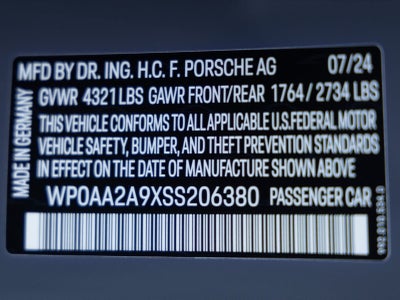 MFD BY DR. ING. H.C. F. PORSCHE AG 07/24
GVWR 4321 LBS GAWR FRONT/REAR 1764 / 2734 LBS
THIS VEHICLE CONFORMS TO ALL APPLICABLE U.S.FEDERAL MOTOR
VEHICLE SAFETY, BUMPER, AND THEFT PREVENTION STANDARDS
IN EFFECT ON THE DATE OF MANUFACTURE SHOWN ABOVE
WP0AA2A9XSS206380 PASSENGER CAR
MADE IN GERMANY